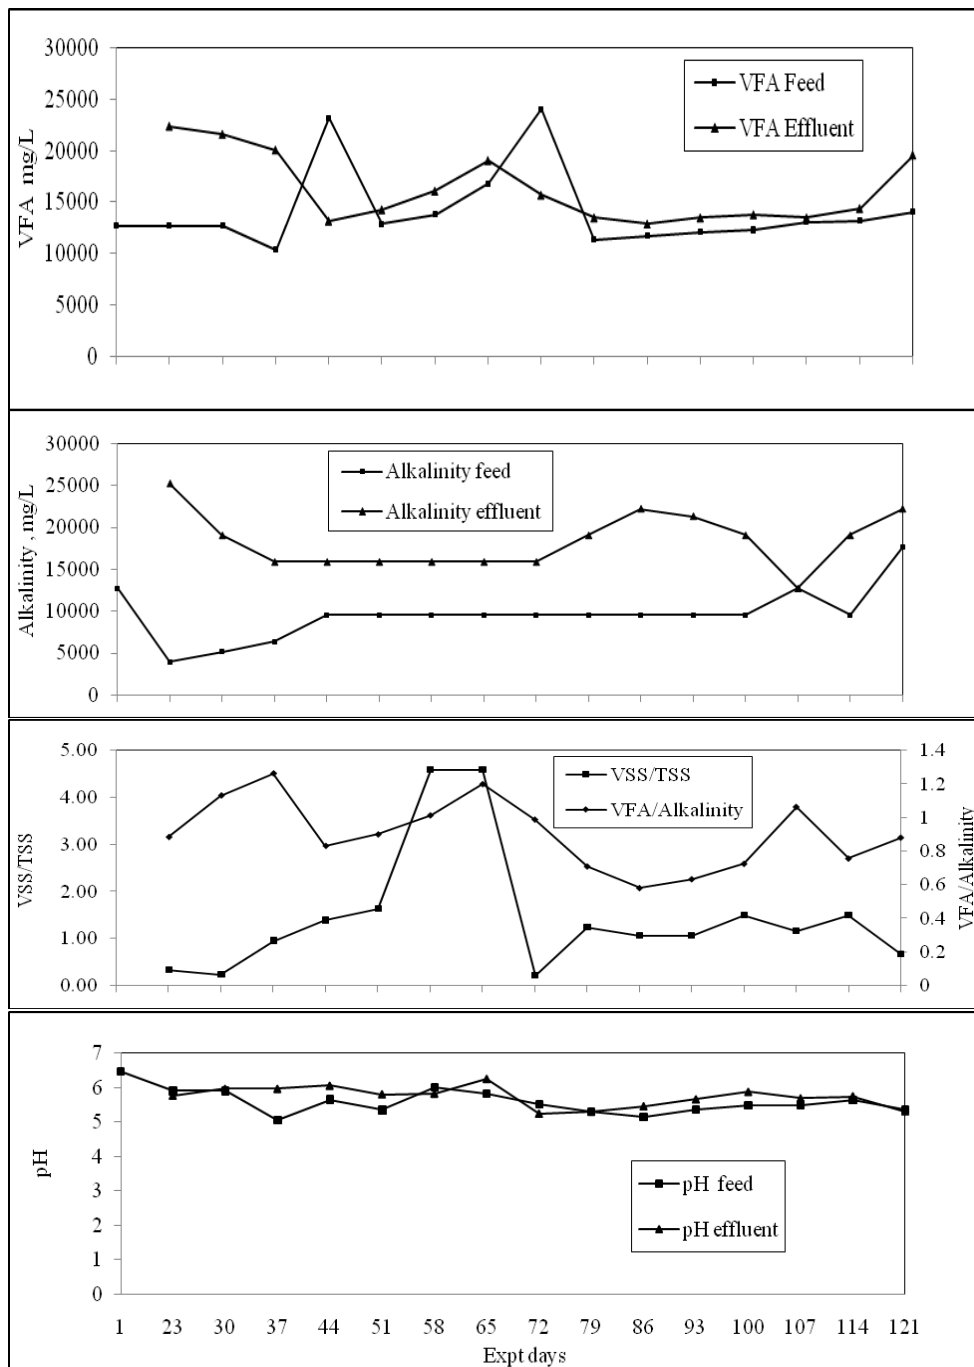 30000
25000
20000
15000
10000
5000
0
VFA mg/L
VFA Feed
VFA Effluent
30000
25000
20000
15000
10000
5000
0
Alkalinity , mg/L
Alkalinity feed
Alkalinity effluent
5.00
4.00
3.00
2.00
1.00
0.00
VSS/TSS
VSS/TSS
VFA/Alkalinity
1.4
1.2
1
0.8
0.6
0.4
0.2
0
VFA/Alkalinity
7
6
5
4
3
2
1
0
pH
pH feed
pH effluent
1 23 30 37 44 51 58 65 72 79 86 93 100 107 114 121
Expt days